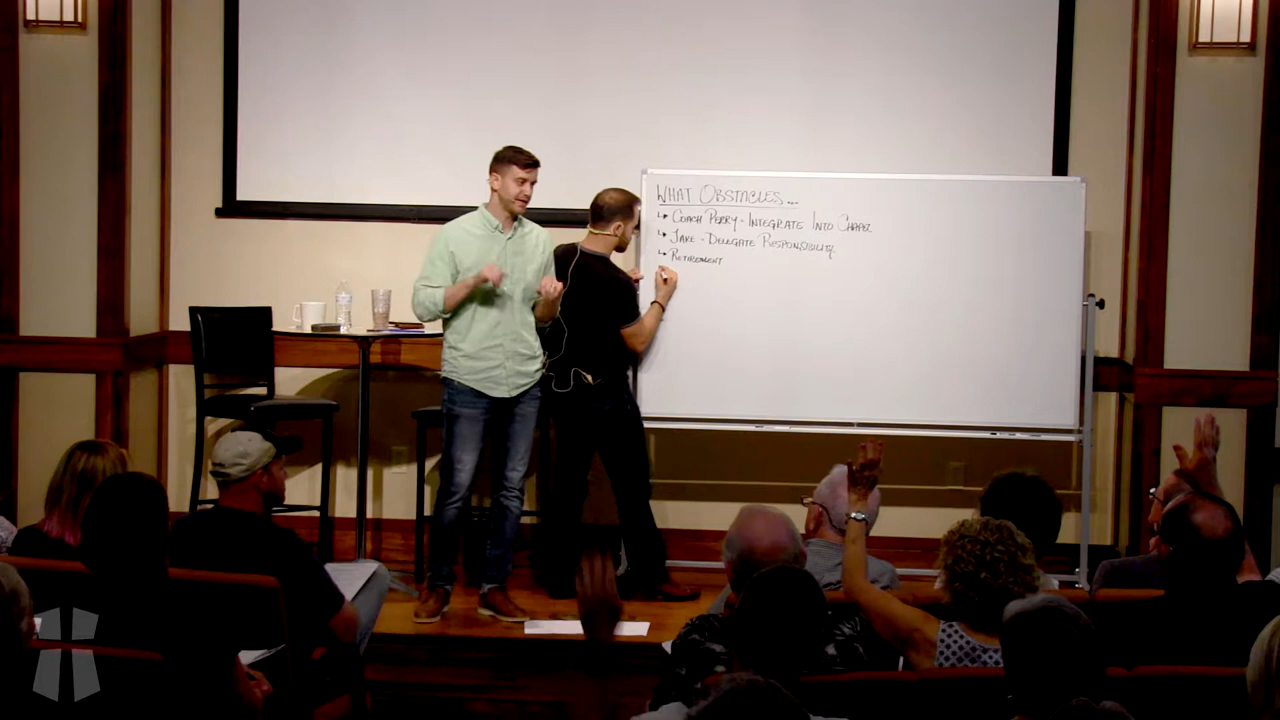 WHAT OBSTACLES...
↳ COACH PERRY - INTEGRATE INTO CHAPEL
↳ JAKE - DELEGATE RESPONSIBILITY
↳ RETIREMENT